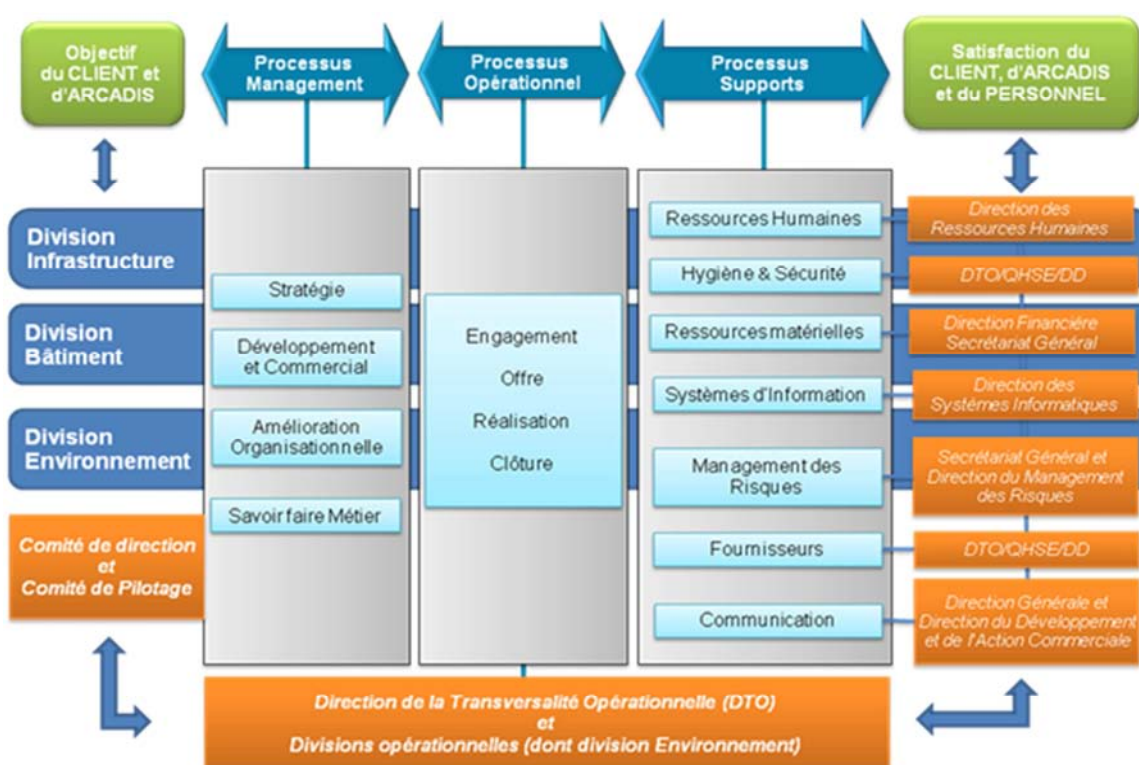 Objectif
du CLIENT et
d'ARCADIS
Processus
Management
Processus
Opérationnel
Processus
Supports
Satisfaction du
CLIENT, d'ARCADIS
et du PERSONNEL
Division
Infrastructure
Division
Bâtiment
Division
Environnement
Comité de direction
et
Comité de Pilotage
Stratégie
Développement
et Commercial
Amélioration
Organisationnelle
Savoir faire Métier
Engagement
Offre
Réalisation
Clôture
Ressources Humaines
Hygiène & Sécurité
Ressources matérielles
Systèmes d'Information
Management des
Risques
Fournisseurs
Communication
Direction des
Ressources Humaines
DTO/QHSE/DD
Direction Financière
Secrétariat Général
Direction des
Systèmes Informatiques
Secrétariat Général et
Direction du Management
des Risques
DTO/QHSE/DD
Direction Générale et
Direction du Développement
et de l'Action Commerciale
Direction de la Transversalité Opérationnelle (DTO)
et
Divisions opérationnelles (dont division Environnement)